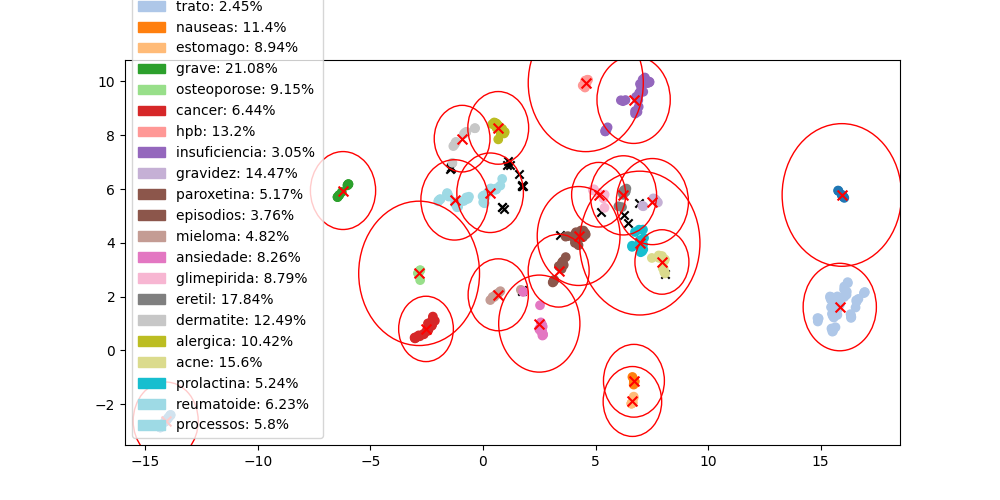 trato: 2.45%
nauseas: 11.4%
estomago: 8.94%
grave: 21.08%
osteoporose: 9.15%
cancer: 6.44%
hpb: 13.2%
insuficiencia: 3.05%
gravidez: 14.47%
paroxetina: 5.17%
episodios: 3.76%
mieloma: 4.82%
ansiedade: 8.26%
glimepirida: 8.79%
eretil: 17.84%
dermatite: 12.49%
alergica: 10.42%
acne: 15.6%
prolactina: 5.24%
reumatoide: 6.23%
processos: 5.8%
10
8
6
4
2
0
−2
−15
−10
−5
0
5
10
15